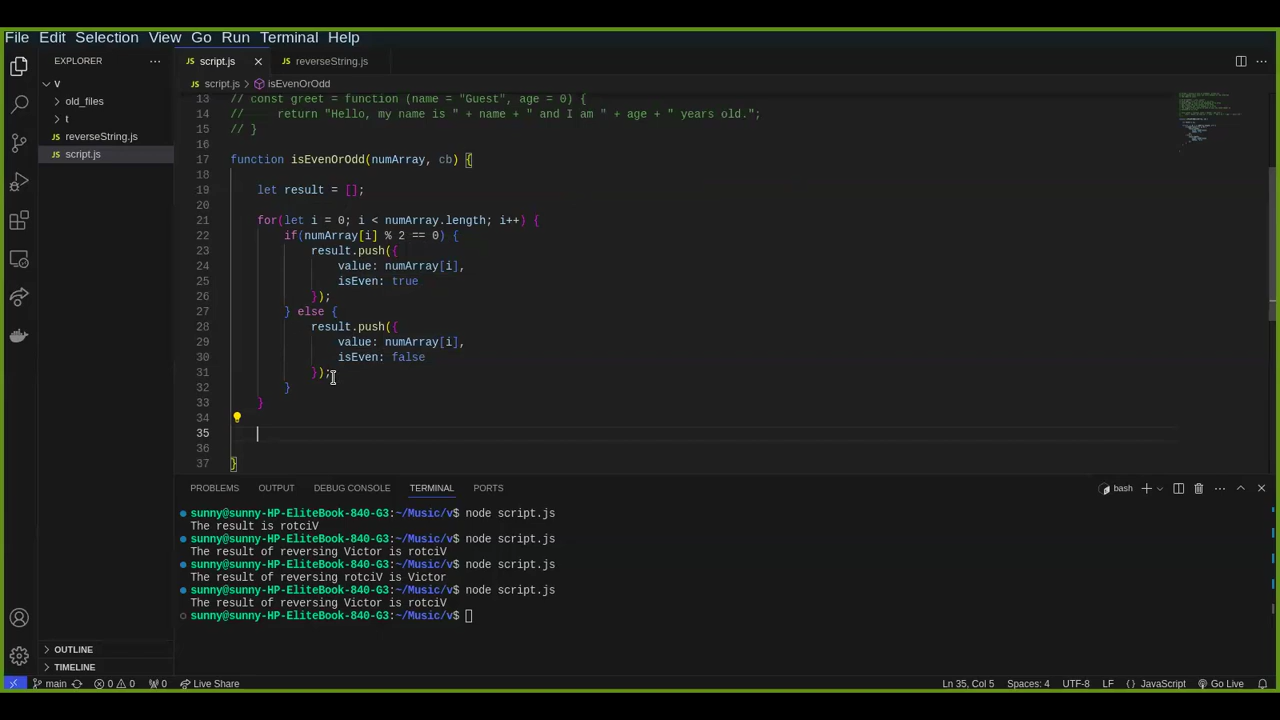 File Edit Selection View Go Run Terminal Help
EXPLORER
script.js
reverseString.js
V
script.js > isEvenOrOdd
old_files
t
reverseString.js
script.js
13 // const greet = function (name = "Guest", age = 0) {
14 //     return "Hello, my name is " + name + " and I am " + age + " years old.";
15 // }
16
17 function isEvenOrOdd(numArray, cb) {
18
19     let result = [];
20
21     for(let i = 0; i < numArray.length; i++) {
22         if(numArray[i] % 2 == 0) {
23             result.push({
24                 value: numArray[i],
25                 isEven: true
26             });
27         } else {
28             result.push({
29                 value: numArray[i],
30                 isEven: false
31             });
32         }
33     }
34
35
36
37 }
PROBLEMS OUTPUT DEBUG CONSOLE TERMINAL PORTS
bash
sunny@sunny-HP-EliteBook-840-G3:~/Music/v$ node script.js
The result is rotciV
sunny@sunny-HP-EliteBook-840-G3:~/Music/v$ node script.js
The result of reversing Victor is rotciV
sunny@sunny-HP-EliteBook-840-G3:~/Music/v$ node script.js
The result of reversing rotciV is Victor
sunny@sunny-HP-EliteBook-840-G3:~/Music/v$ node script.js
The result of reversing Victor is rotciV
sunny@sunny-HP-EliteBook-840-G3:~/Music/v$
OUTLINE
TIMELINE
main 0 0 0 Live Share Ln 35, Col 5 Spaces: 4 UTF-8 LF {} JavaScript Go Live